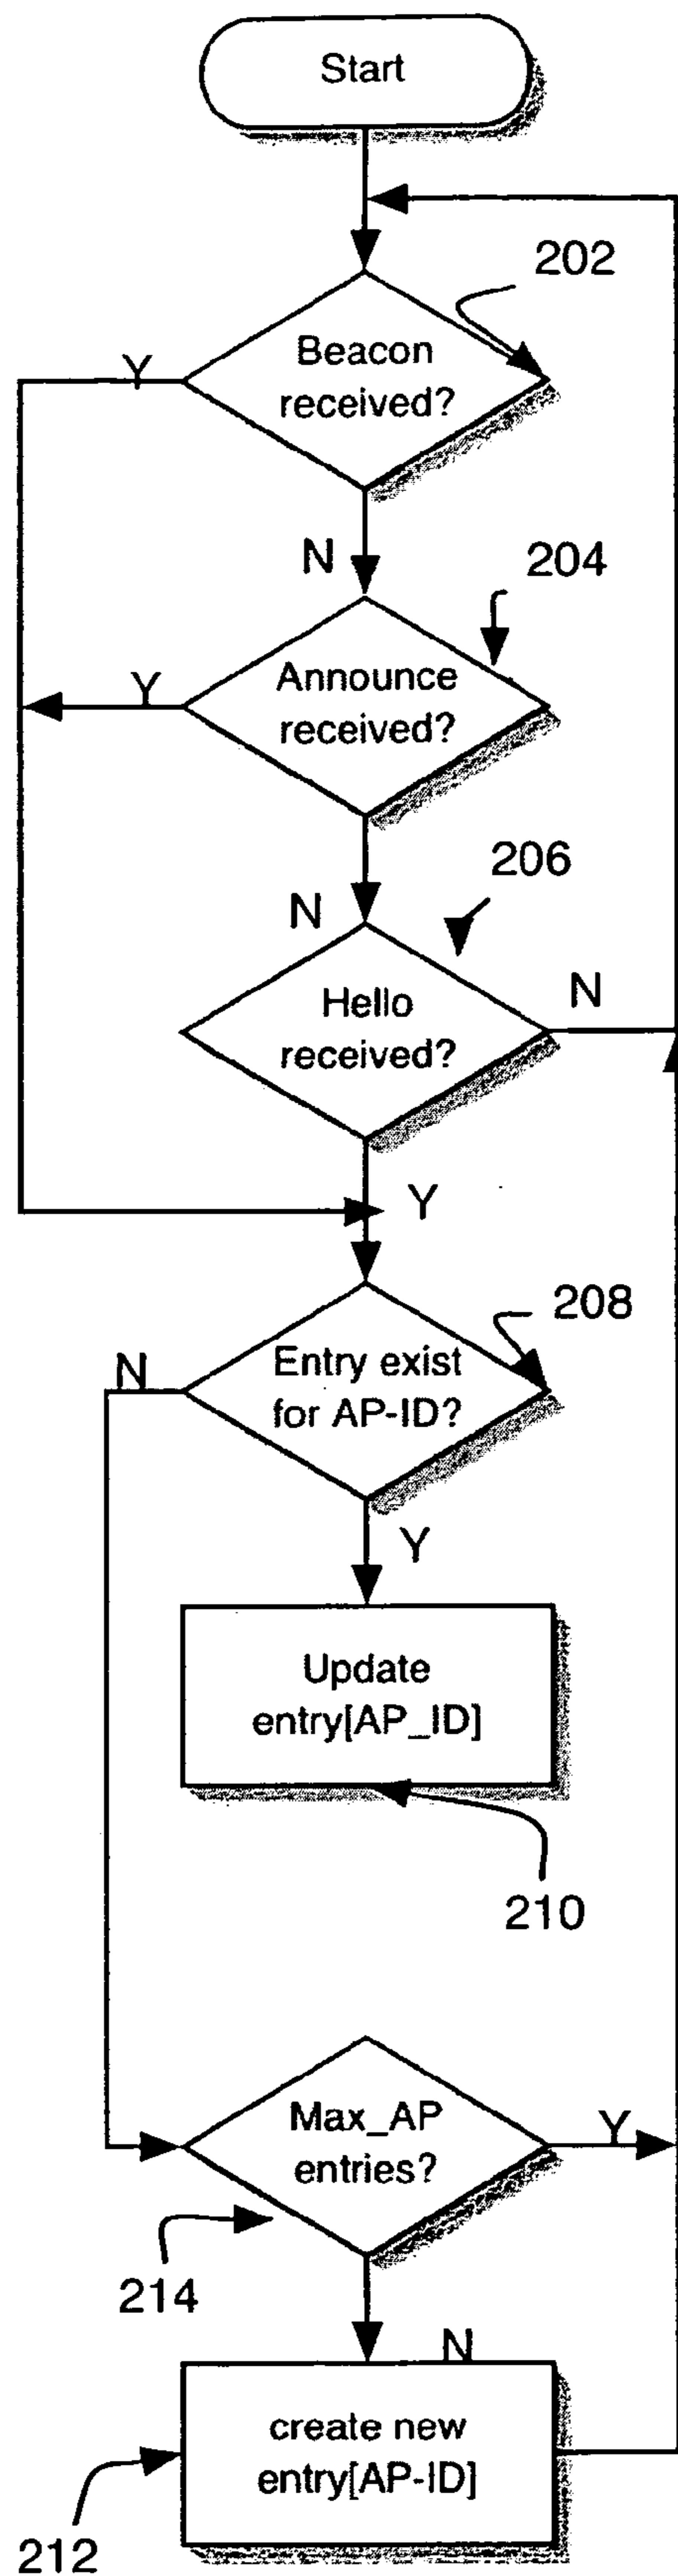 Start
202
Beacon
received?
Y
N
204
Announce
received?
Y
206
N
Hello
received?
N
Y
208
N
Entry exist
for AP-ID?
Y
Update
entry[AP_ID]
210
Max_AP
entries?
Y
214
N
create new
entry[AP-ID]
212